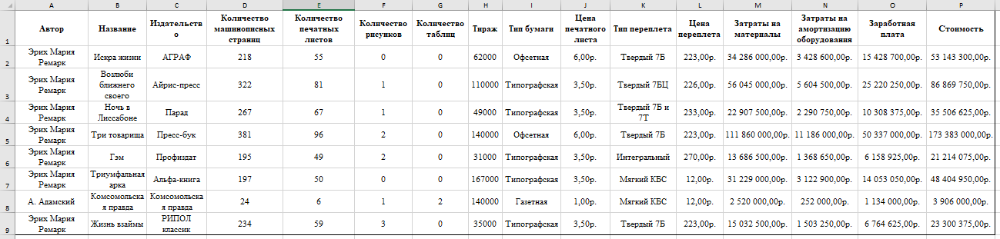 A B C D E F G H I J K L M N O P
1 Автор Название Издательство Количество машинописных страниц Количество печатных листов Количество рисунков Количество таблиц Тираж Тип бумаги Цена печатного листа Тип переплета Цена переплета Затраты на материалы Затраты на амортизацию оборудования Заработная плата Стоимость
2 Эрих Мария Ремарк Искра жизни АГРАФ 218 55 0 0 62000 Офсетная 6,00р. Твердый 7Б 223,00р. 34 286 000,00р. 3 428 600,00р. 15 428 700,00р. 53 143 300,00р.
3 Эрих Мария Ремарк Возлюби ближнего своего Айрис-пресс 322 81 1 0 110000 Типографская 3,50р. Твердый 7БЦ 226,00р. 56 045 000,00р. 5 604 500,00р. 25 220 250,00р. 86 869 750,00р.
4 Эрих Мария Ремарк Ночь в Лиссабоне Парад 267 67 1 0 49000 Типографская 3,50р. Твердый 7Б и 7Т 233,00р. 22 907 500,00р. 2 290 750,00р. 10 308 375,00р. 35 506 625,00р.
5 Эрих Мария Ремарк Три товарища Пресс-бук 381 96 2 0 140000 Офсетная 6,00р. Твердый 7Б 223,00р. 111 860 000,00р. 11 186 000,00р. 50 337 000,00р. 173 383 000,00р.
6 Эрих Мария Ремарк Гэм Профиздат 195 49 2 0 31000 Типографская 3,50р. Интегральный 270,00р. 13 686 500,00р. 1 368 650,00р. 6 158 925,00р. 21 214 075,00р.
7 Эрих Мария Ремарк Триумфальная арка Альфа-книга 197 50 0 0 167000 Типографская 3,50р. Мягкий КБС 12,00р. 31 229 000,00р. 3 122 900,00р. 14 053 050,00р. 48 404 950,00р.
8 А. Адамский Комсомольская правда Комсомольская правда 24 6 1 2 140000 Газетная 1,00р. Мягкий КБС 12,00р. 2 520 000,00р. 252 000,00р. 1 134 000,00р. 3 906 000,00р.
9 Эрих Мария Ремарк Жизнь взаймы РИПОЛ классик 234 59 3 0 35000 Типографская 3,50р. Твердый 7Б 223,00р. 15 032 500,00р. 1 503 250,00р. 6 764 625,00р. 23 300 375,00р.